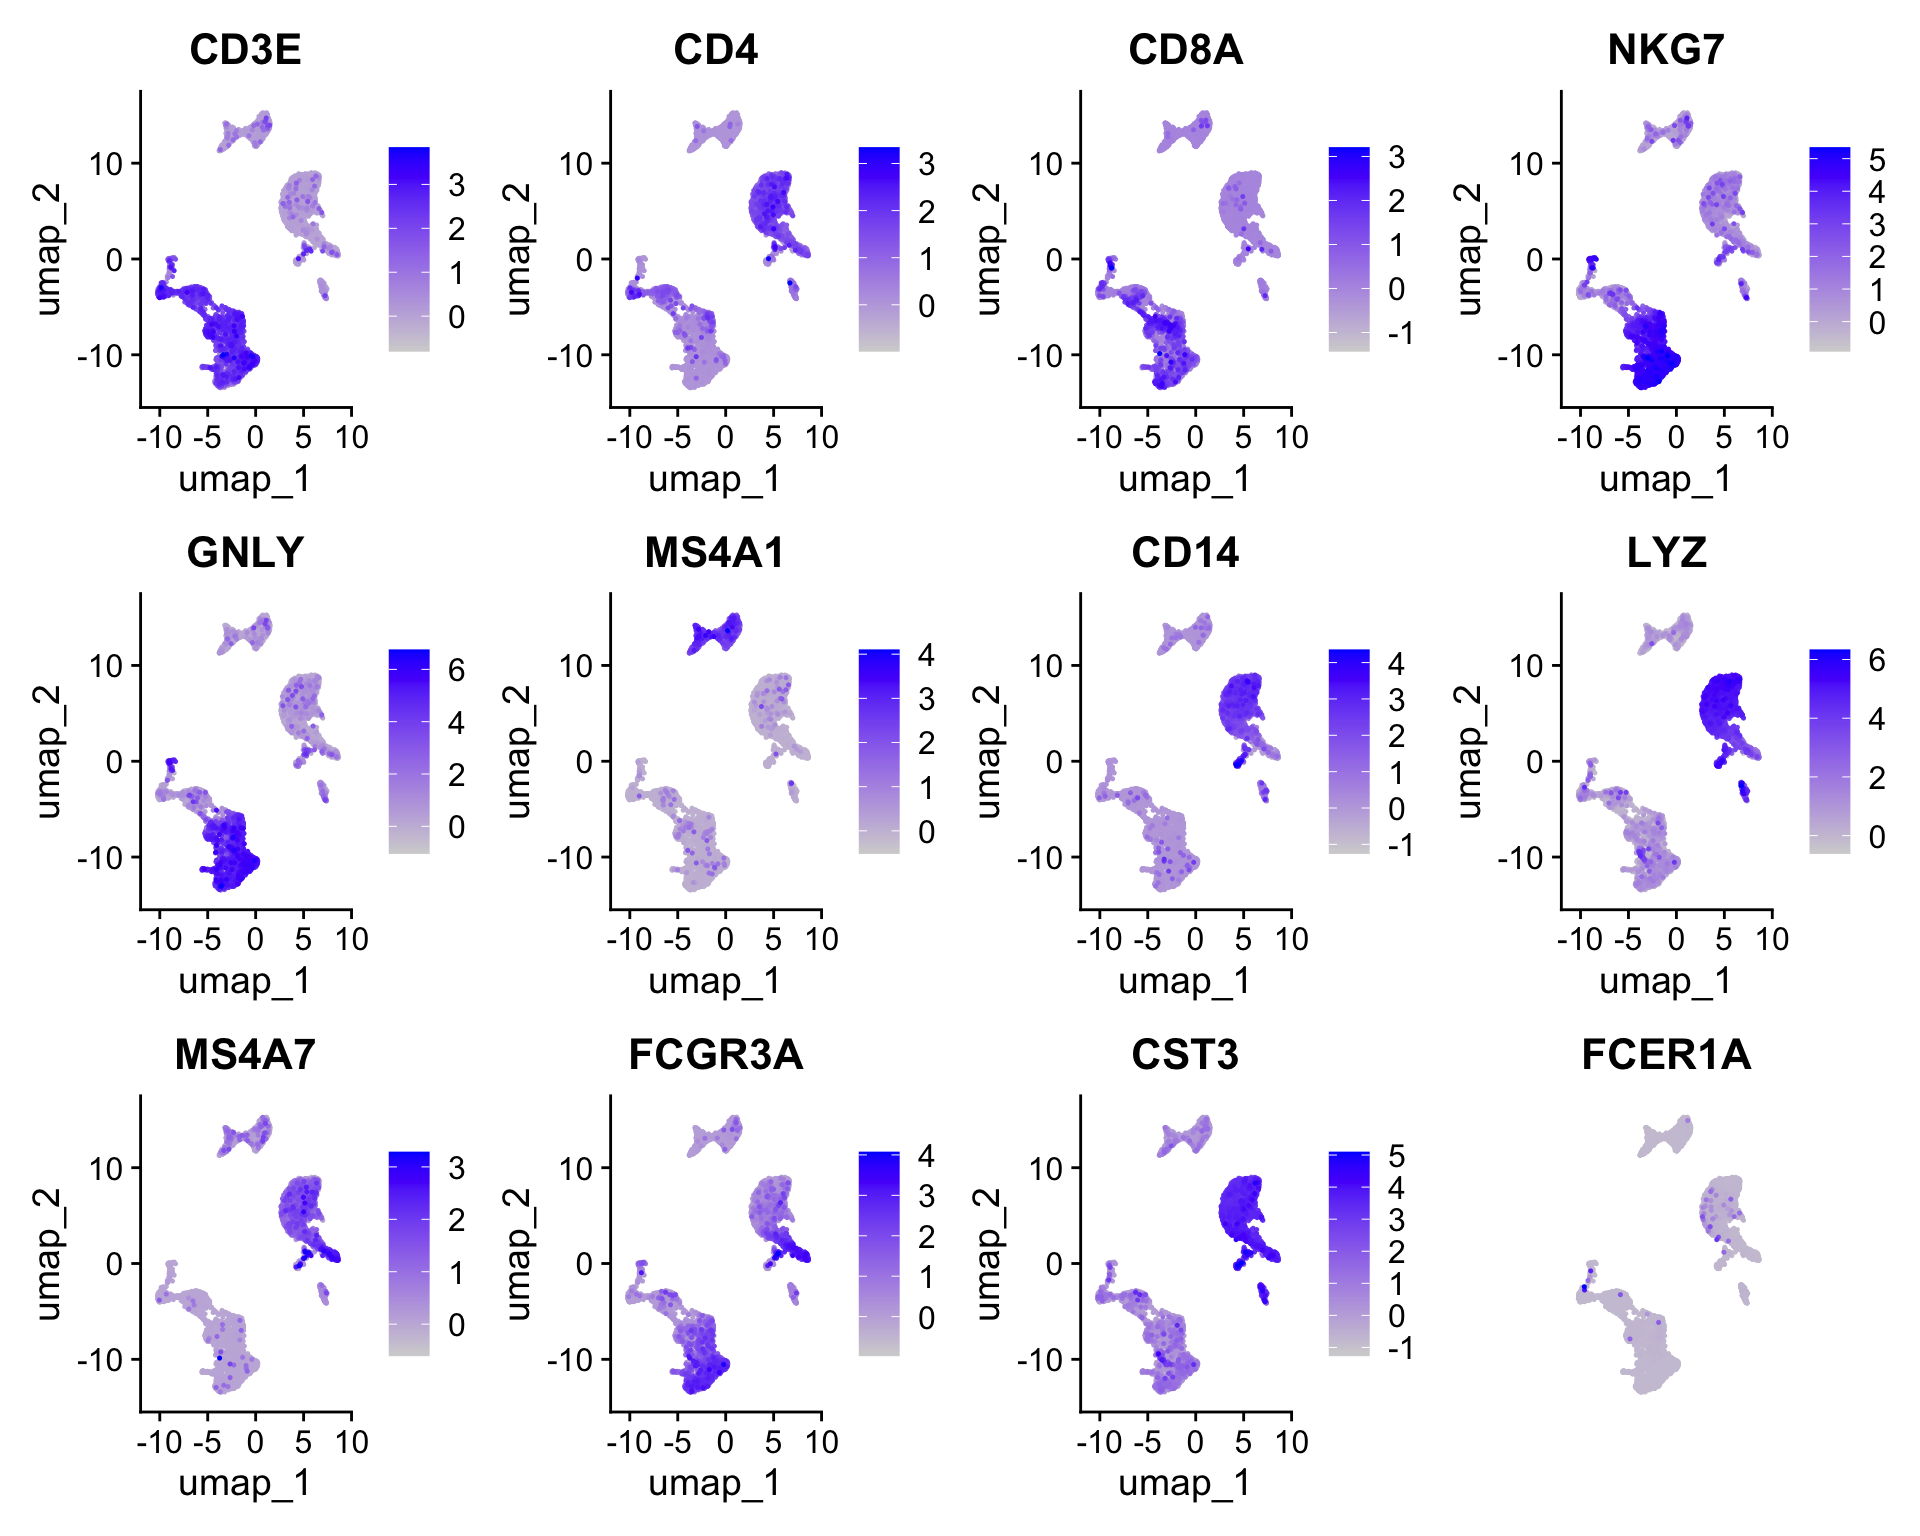 CD3E CD4 CD8A NKG7
umap_2 10 0 -10 3 2 1 0 umap_2 10 0 -10 3 2 1 0 umap_2 10 0 -10 3 2 1 0 -1 umap_2 10 0 -10 5 4 3 2 1 0
-10 -5 0 5 10 -10 -5 0 5 10 -10 -5 0 5 10 -10 -5 0 5 10
umap_1 umap_1 umap_1 umap_1
GNLY MS4A1 CD14 LYZ
umap_2 10 0 -10 6 4 2 0 umap_2 10 0 -10 4 3 2 1 0 umap_2 10 0 -10 4 3 2 1 0 -1 umap_2 10 0 -10 6 4 2 0
-10 -5 0 5 10 -10 -5 0 5 10 -10 -5 0 5 10 -10 -5 0 5 10
umap_1 umap_1 umap_1 umap_1
MS4A7 FCGR3A CST3 FCER1A
umap_2 10 0 -10 3 2 1 0 umap_2 10 0 -10 4 3 2 1 0 umap_2 10 0 -10 5 4 3 2 1 0 -1
-10 -5 0 5 10 -10 -5 0 5 10 -10 -5 0 5 10
umap_1 umap_1 umap_1